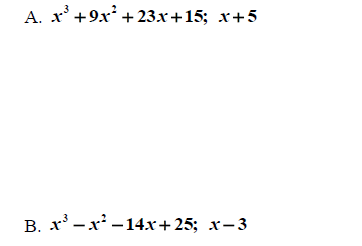 A. x³ + 9x² + 23x + 15; x + 5
B. x³ − x² − 14x + 25; x − 3